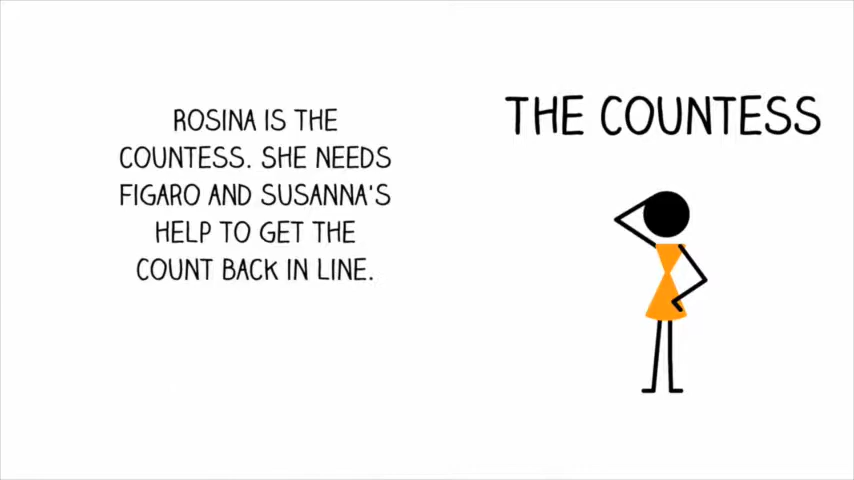 ROSINA IS THE
COUNTESS. SHE NEEDS
FIGARO AND SUSANNA'S
HELP TO GET THE
COUNT BACK IN LINE.
THE COUNTESS